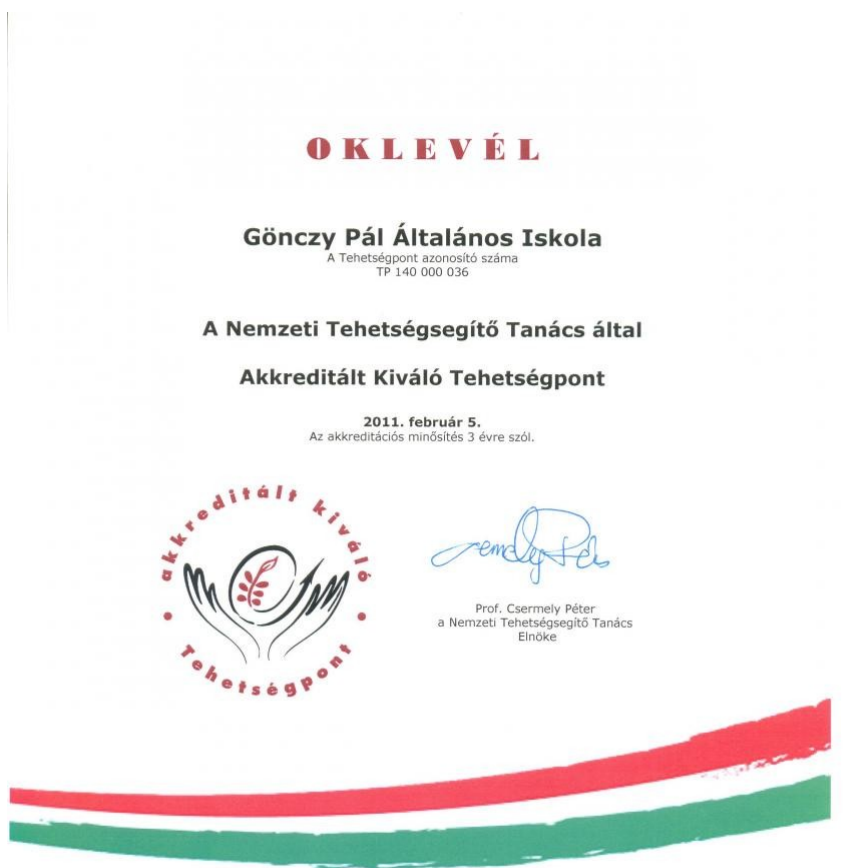 OKLEVÉL
Gönczy Pál Általános Iskola
A Tehetségpont azonosító száma
TP 140 000 036
A Nemzeti Tehetségsegítő Tanács által
Akkreditált Kiváló Tehetségpont
2011. február 5.
Az akkreditációs minősítés 3 évre szól.
akkreditált kiváló
Tehetségpont
Prof. Csermely Péter
a Nemzeti Tehetségsegítő Tanács
Elnöke